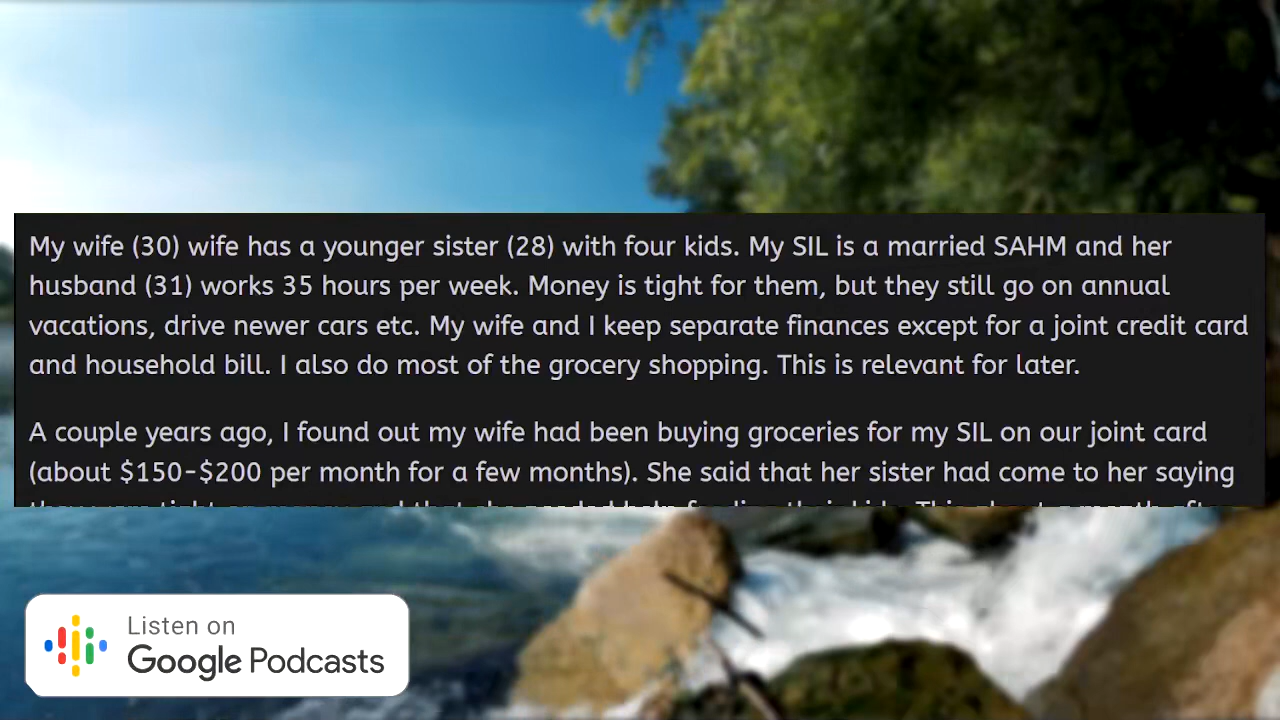 My wife (30) wife has a younger sister (28) with four kids. My SIL is a married SAHM and her
husband (31) works 35 hours per week. Money is tight for them, but they still go on annual
vacations, drive newer cars etc. My wife and I keep separate finances except for a joint credit card
and household bill. I also do most of the grocery shopping. This is relevant for later.
A couple years ago, I found out my wife had been buying groceries for my SIL on our joint card
(about $150-$200 per month for a few months). She said that her sister had come to her saying
Listen on
Google Podcasts